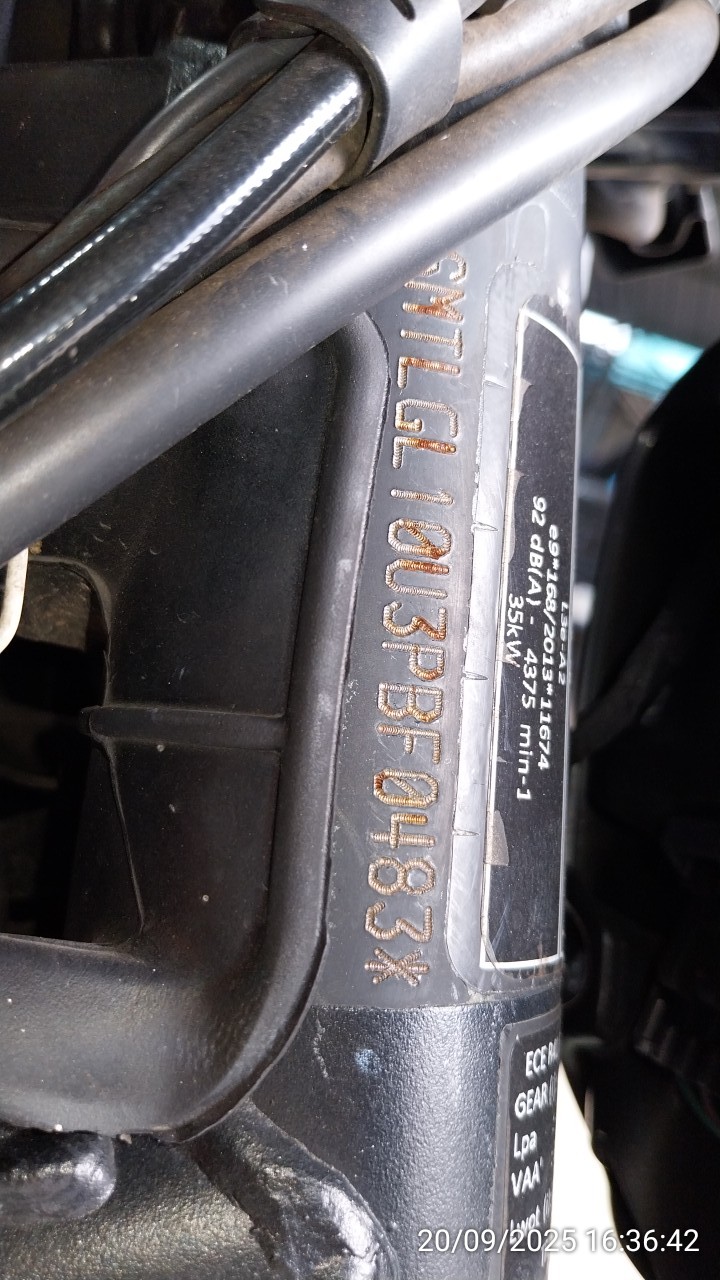 SMTLGL10U3PBF0483*
L3e-A2
e9*168/2013*11674
92 dB(A) - 4375 min-1
35kW
ECE
GEAR
Lpa
Lwot
20/09/2025 16:36:42